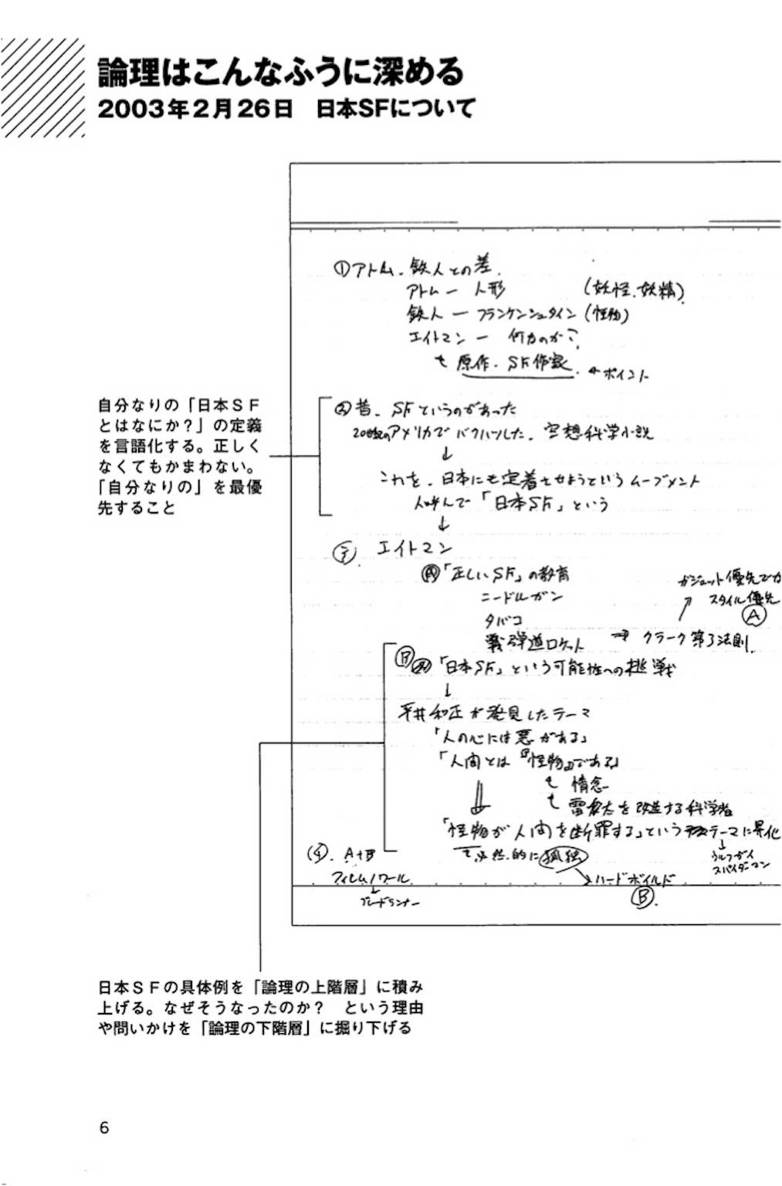 論理はこんなふうに深める
2003年2月26日　日本SFについて
①アトム、鉄人との差、
アトム ― 人形　(妖怪、妖精)
鉄人 ― フランケンシュタイン (怪物)
エイトマン ― 何なのか?
原作・SF作家 ←ポイント
自分なりの「日本ＳＦ
とはなにか？」の定義
を言語化する。正しく
なくてもかまわない。
「自分なりの」を最優
先すること
②昔、SFというのがあった
20世紀のアメリカでバクハツした、空想科学小説
↓
これを、日本にも定着させようというムーブメント
人呼んで「日本SF」という
↓
③ エイトマン
Ⓐ「正しいSF」の教育
ニードルガン
タバコ
弾道ロケット ⇒ クラーク第3法則
ガジェット優先でカ
スタイル優先
Ⓐ
Ⓑ「日本SF」という可能性への挑戦
↓
平井和正が発見したテーマ
「人の心には悪がある」
「人間とは『怪物』である」
情念
を改造する科学者
「怪物が人間を断罪する」というテーマに昇化
必然的に孤独
↓
ウルフガイ
スパイダーマン
④ A+B
フィルムノワール
ブレードランナー
ハードボイルド
Ⓑ
日本ＳＦの具体例を「論理の上階層」に積み
上げる。なぜそうなったのか？　という理由
や問いかけを「論理の下階層」に掘り下げる
6